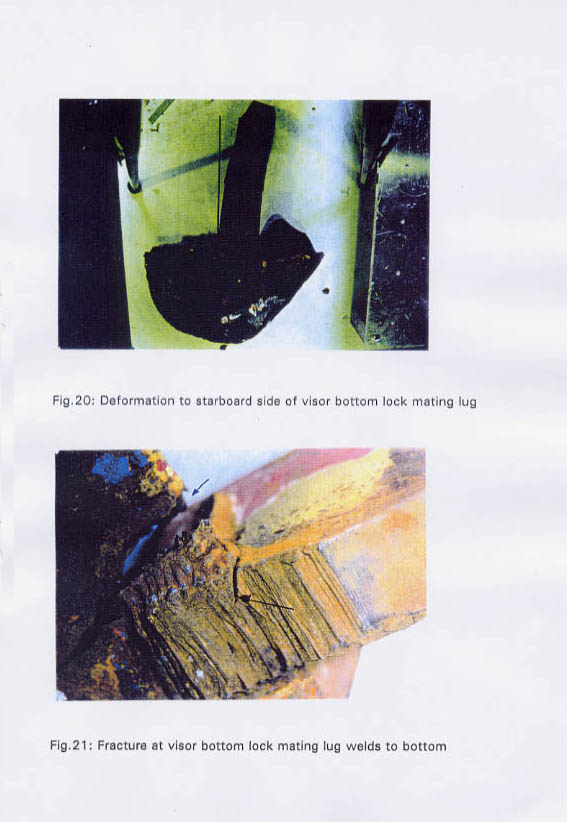 Fig.20: Deformation to starboard side of visor bottom lock mating lug
Fig.21: Fracture at visor bottom lock mating lug welds to bottom